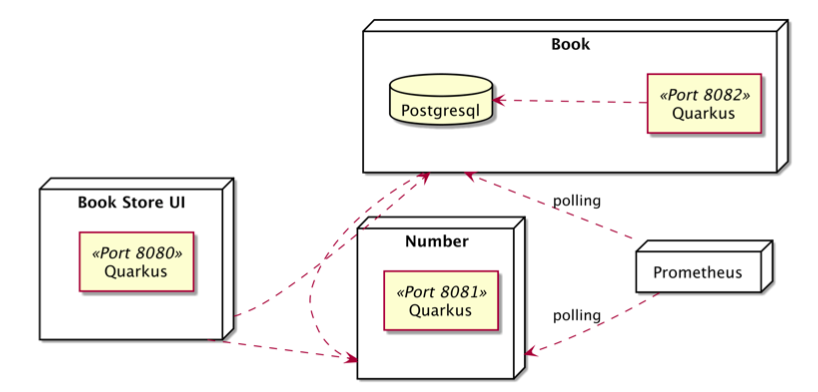 Book
Postgresql
«Port 8082»
Quarkus
Book Store UI
«Port 8080»
Quarkus
Number
«Port 8081»
Quarkus
polling
Prometheus
polling